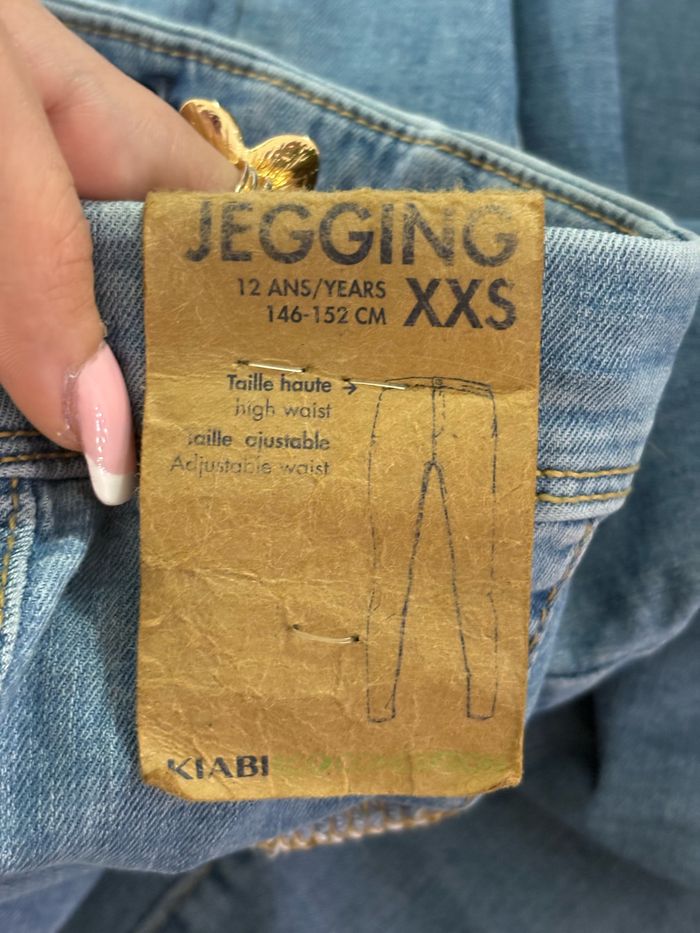 JEGGING
12 ANS/YEARS
146-152 CM
XXS
Taille haute
high waist
Taille ajustable
Adjustable waist
KIABI